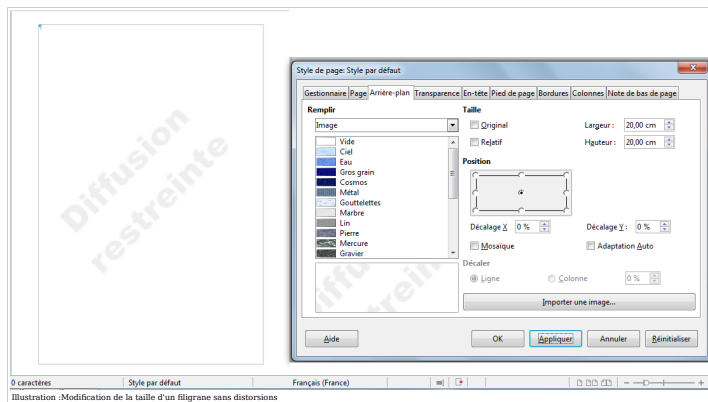 Diffusion
restreinte
Style de page: Style par défaut
Gestionnaire Page Arrière-plan Transparence En-tête Pied de page Bordures Colonnes Note de bas de page
Remplir
Image
Vide
Ciel
Eau
Gros grain
Cosmos
Métal
Gouttelettes
Marbre
Lin
Pierre
Mercure
Gravier
Taille
Original
Largeur : 20,00 cm
Relatif
Hauteur : 20,00 cm
Position
Décalage X 0 %
Décalage Y : 0 %
Mosaïque
Adaptation Auto
Décaler
Ligne
Colonne
0 %
Importer une image...
Aide
OK
Appliquer
Annuler
Réinitialiser
0 caractères Style par défaut Français (France)
Illustration :Modification de la taille d'un filigrane sans distorsions